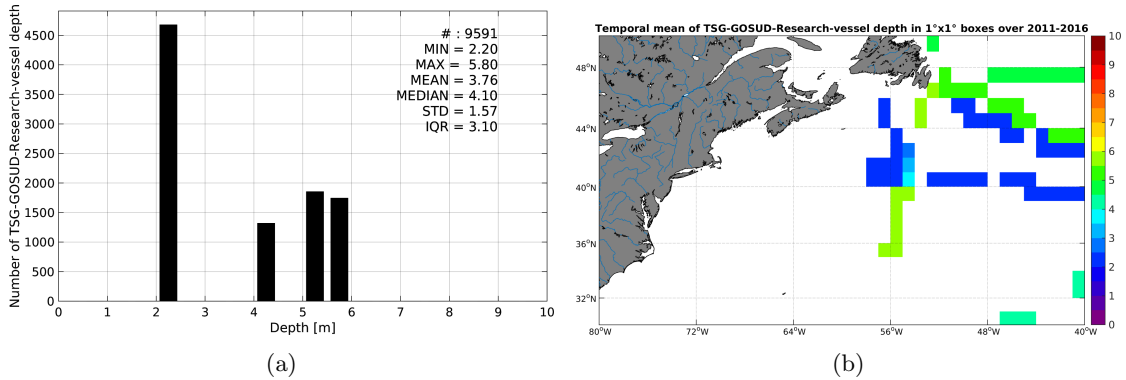 # : 9591
MIN = 2.20
MAX = 5.80
MEAN = 3.76
MEDIAN = 4.10
STD = 1.57
IQR = 3.10
4500
4000
3500
3000
2500
2000
1500
1000
500
0
Number of TSG-GOSUD-Research-vessel depth
0 1 2 3 4 5 6 7 8 9 10
Depth [m]
(a)
Temporal mean of TSG-GOSUD-Research-vessel depth in 1°x1° boxes over 2011-2016
48°N
44°N
40°N
36°N
32°N
80°W 72°W 64°W 56°W 48°W 40°W
10
9
8
7
6
5
4
3
2
1
0
(b)